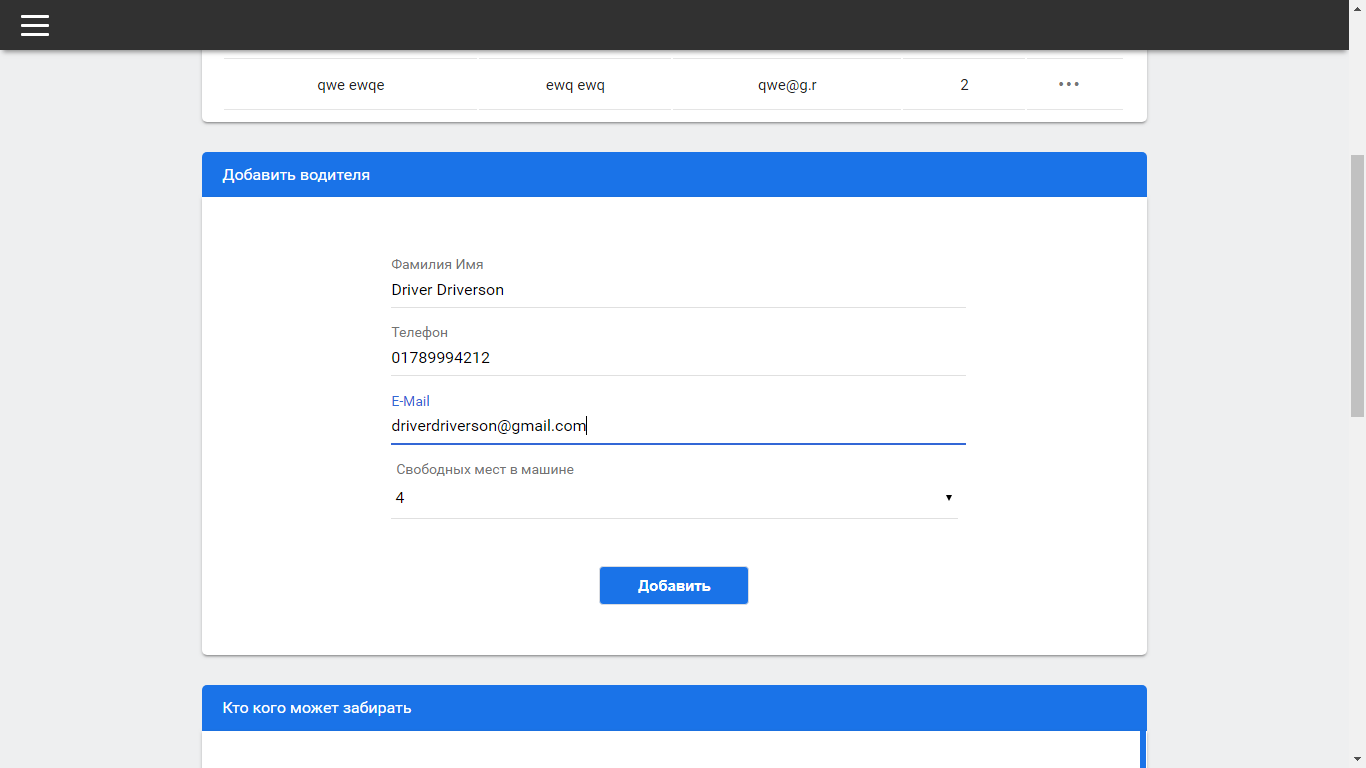 qwe ewqe ewq ewq qwe@g.r 2 •••
Добавить водителя
Фамилия Имя
Driver Driverson
Телефон
01789994212
E-Mail
driverdriverson@gmail.com
Свободных мест в машине
4
Добавить
Кто кого может забирать